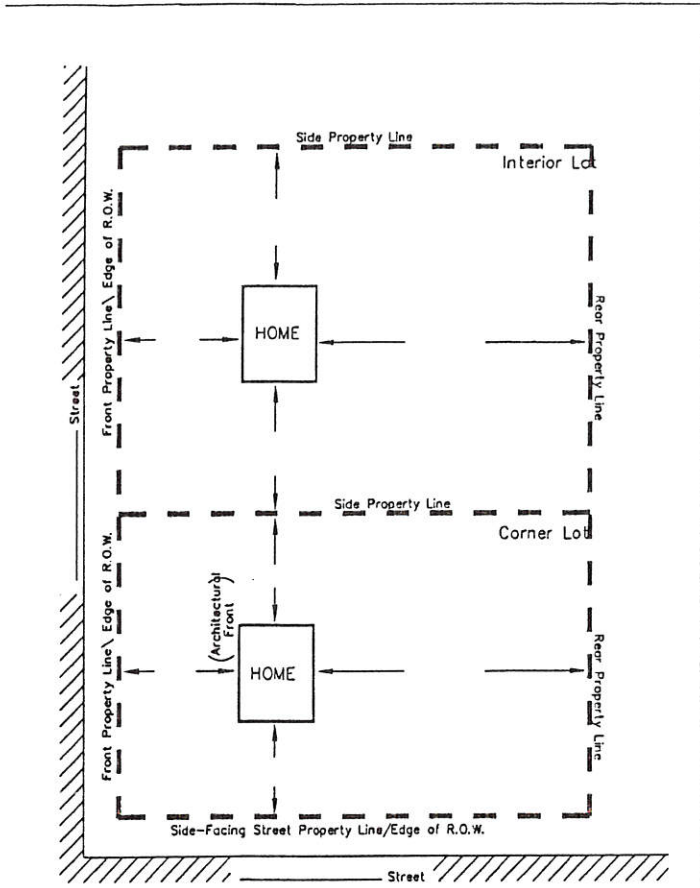 Side Property Line
Interior Lot
Front Property Line\ Edge of R.O.W.
HOME
Rear Property Line
Street
Side Property Line
Corner Lot
Front Property Line\ Edge of R.O.W.
(Architectural
Front)
HOME
Rear Property Line
Side-Facing Street Property Line/Edge of R.O.W.
Street